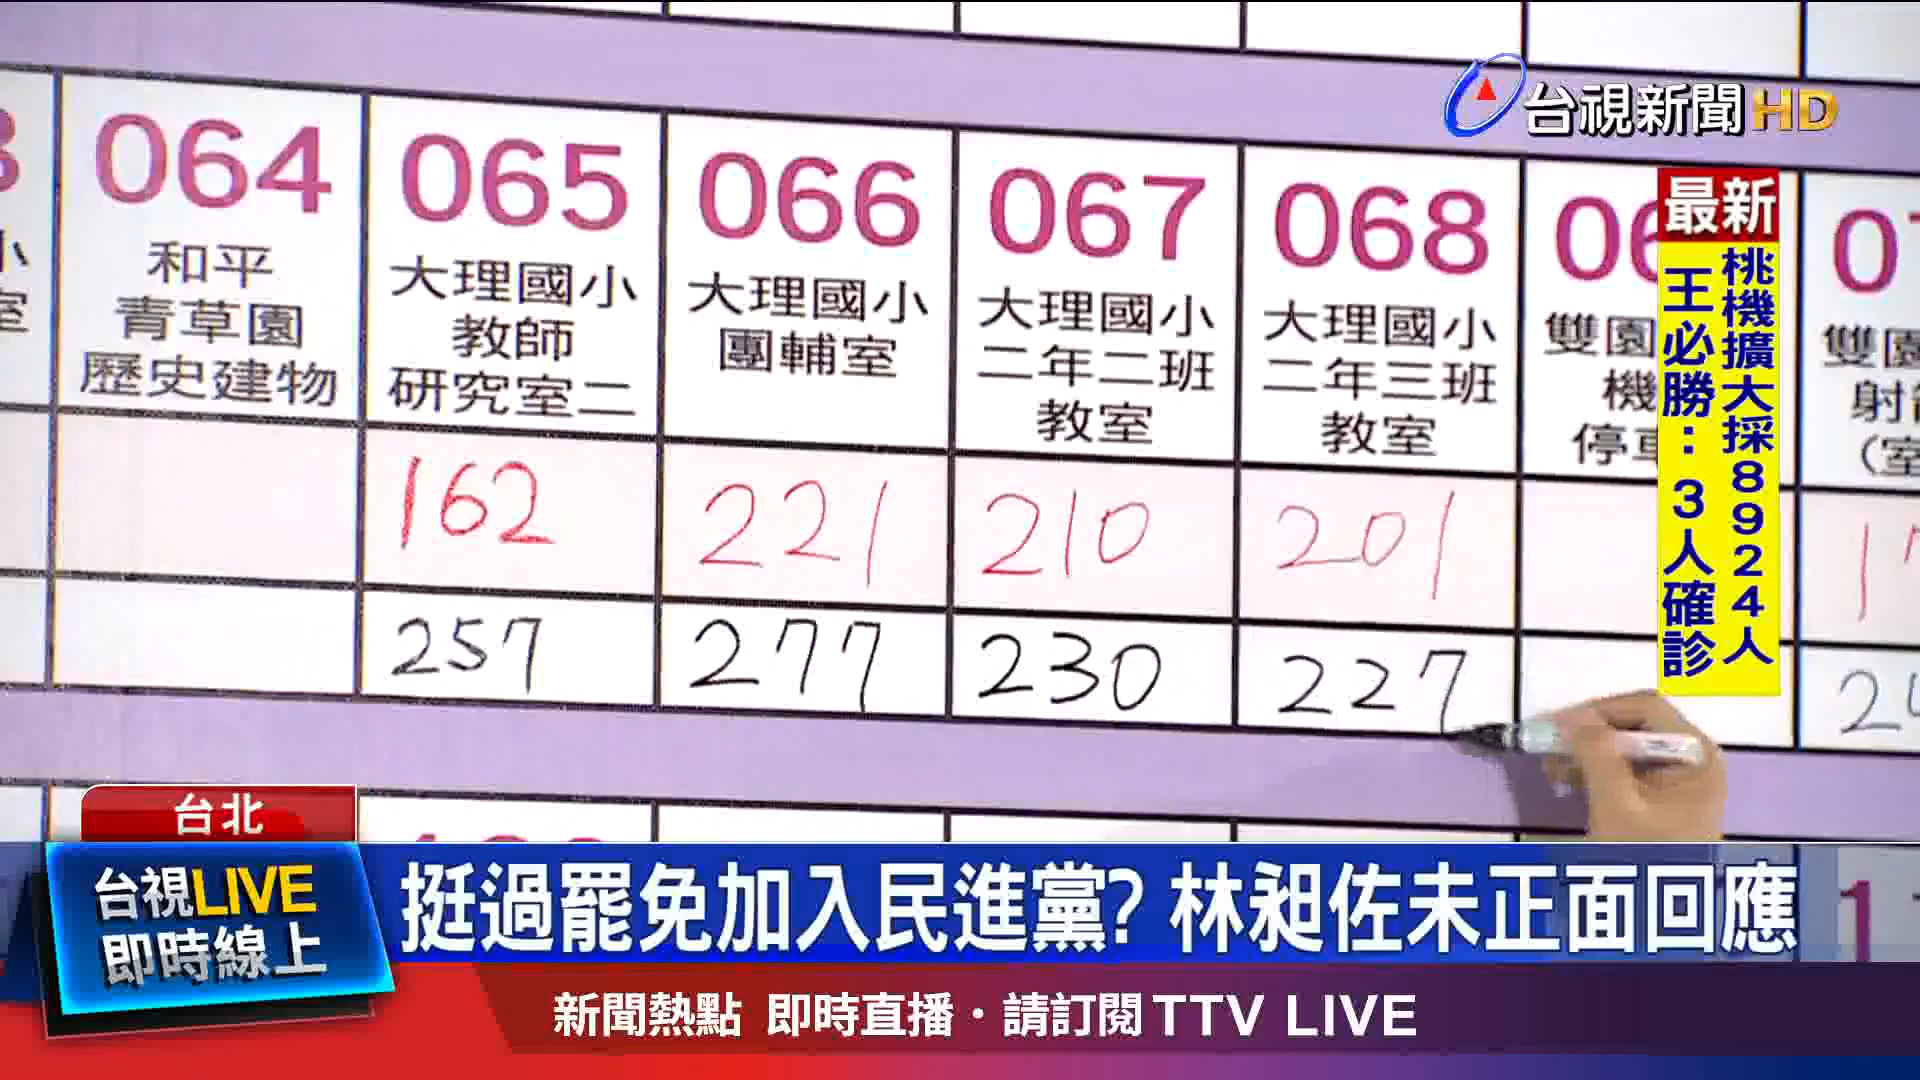 台視新聞HD
最新
桃機擴大採8924人
王必勝：3人確診
064
和平
青草園
歷史建物
065
大理國小
教師
研究室二
162
257
066
大理國小
團輔室
221
277
067
大理國小
二年二班
教室
210
230
068
大理國小
二年三班
教室
201
227
雙園
機
停車
雙園
台北
台視LIVE
即時線上
挺過罷免加入民進黨? 林昶佐未正面回應
新聞熱點 即時直播·請訂閱TTV LIVE